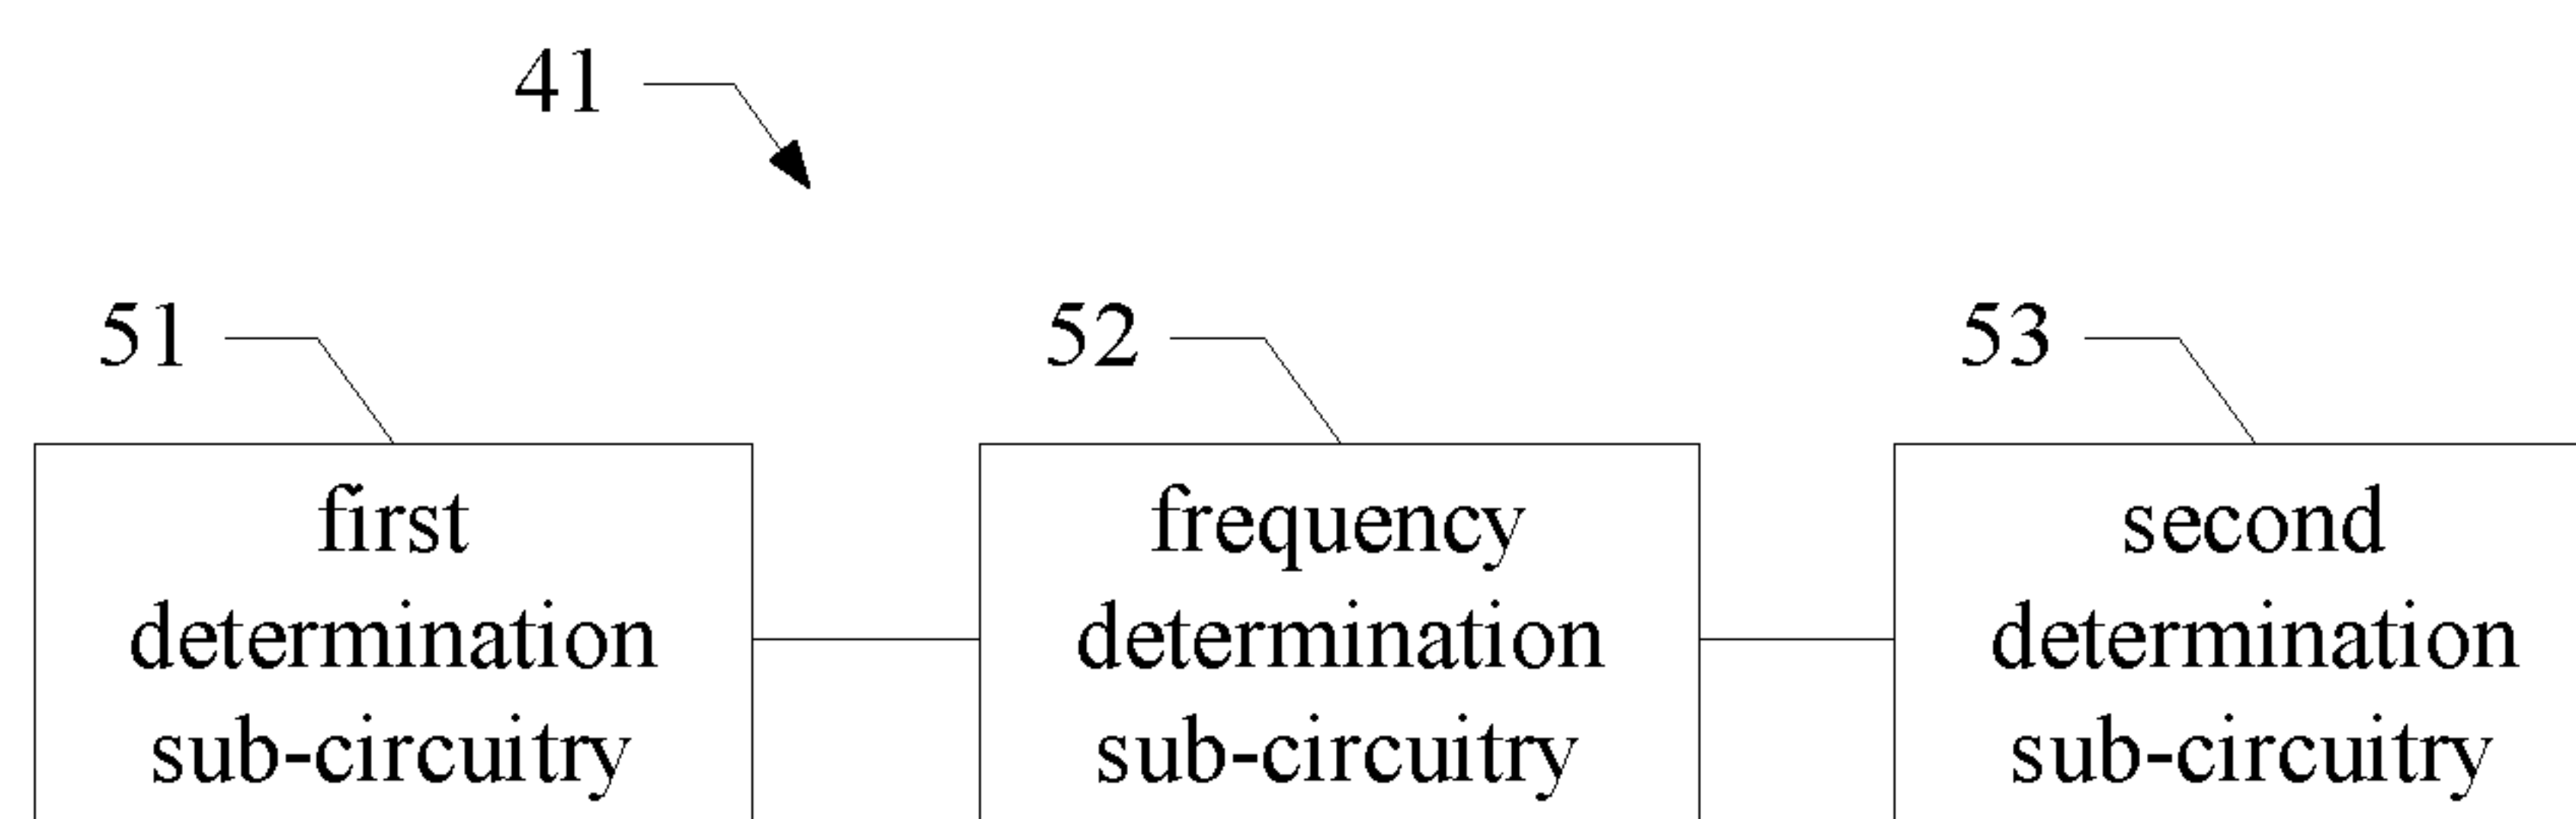 41
51
52
53
first
determination
sub-circuitry
frequency
determination
sub-circuitry
second
determination
sub-circuitry